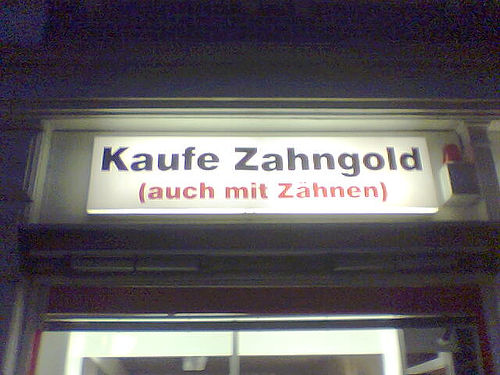 Kaufe Zahngold
(auch mit Zähnen)